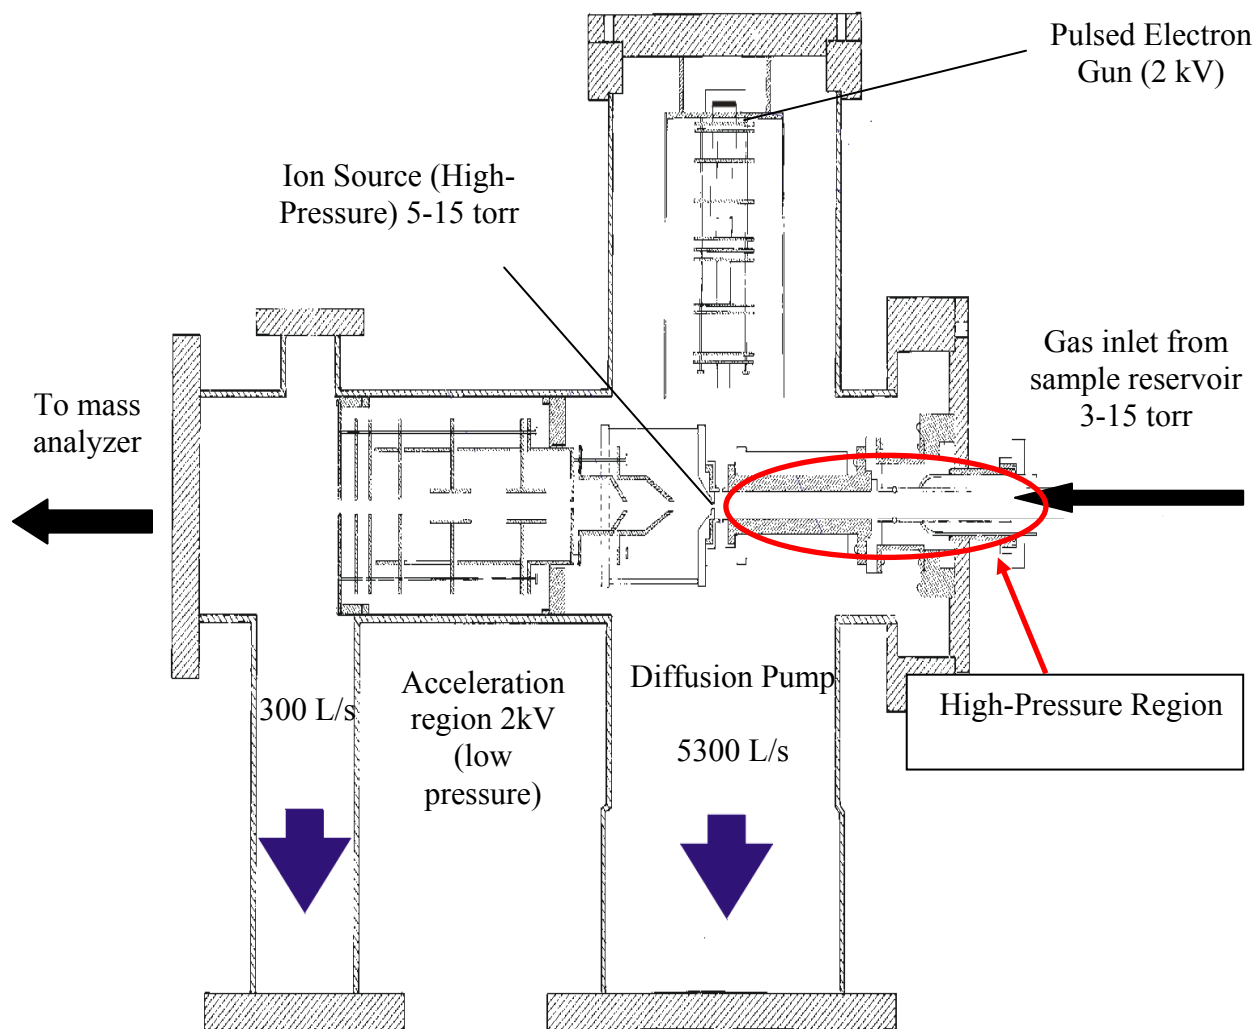 Pulsed Electron
Gun (2 kV)
Ion Source (High-
Pressure) 5-15 torr
Gas inlet from
sample reservoir
3-15 torr
To mass
analyzer
High-Pressure Region
Diffusion Pump
5300 L/s
Acceleration
region 2kV
(low
pressure)
300 L/s